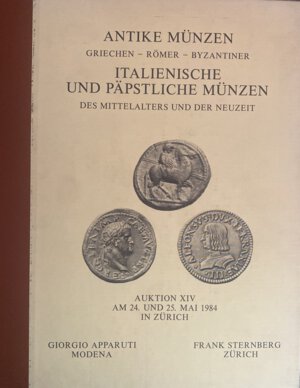 ANTIKE MÜNZEN
GRIECHEN – RÖMER – BYZANTINER
ITALIENISCHE
UND PÄPSTLICHE MÜNZEN
DES MITTELALTERS UND DER NEUZEIT
AUKTION XIV
AM 24. UND 25. MAI 1984
IN ZÜRICH
GIORGIO APPARUTI
MODENA
FRANK STERNBERG
ZÜRICH